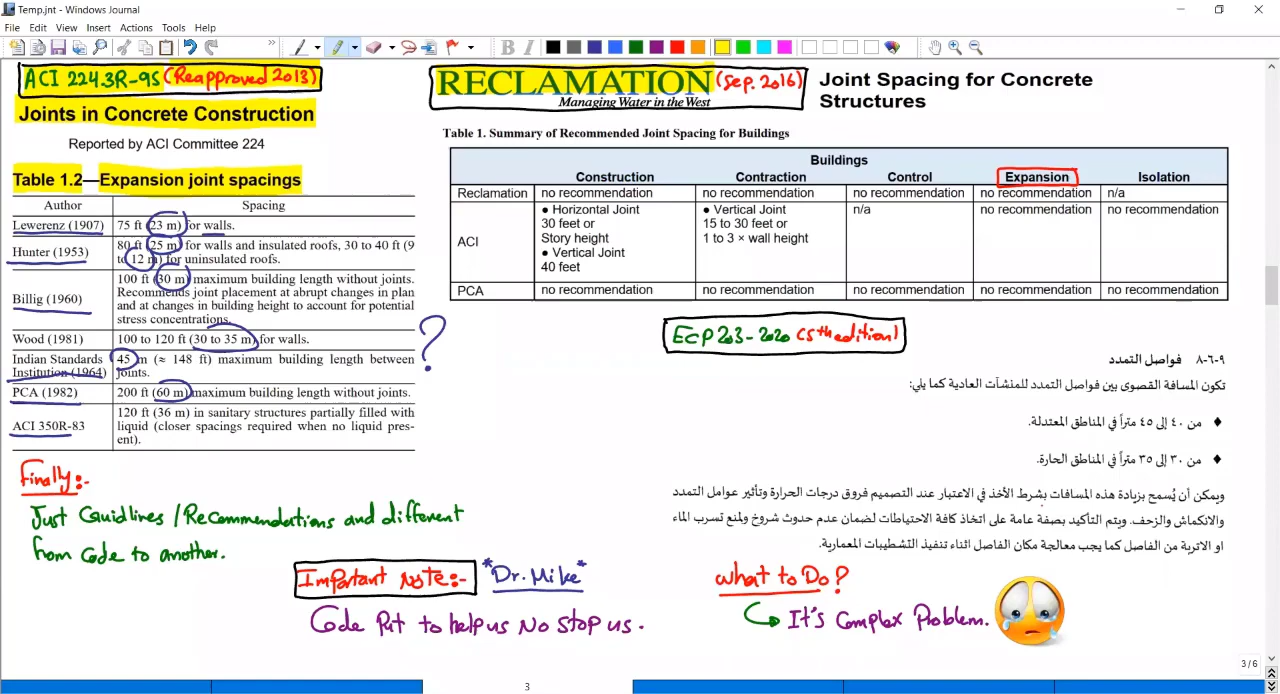 Temp.jnt - Windows Journal
File Edit View Insert Actions Tools Help
ACI 224.3R-95 (Reapproved 2013)
Joints in Concrete Construction
Reported by ACI Committee 224
Table 1.2—Expansion joint spacings
Author Spacing
Lewerenz (1907) 75 ft (23 m) for walls.
Hunter (1953) 80 ft (25 m) for walls and insulated roofs, 30 to 40 ft (9
to 12 m) for uninsulated roofs.
Billig (1960) 100 ft (30 m) maximum building length without joints.
Recommends joint placement at abrupt changes in plan
and at changes in building height to account for potential
stress concentrations.
Wood (1981) 100 to 120 ft (30 to 35 m) for walls.
Indian Standards
Institution (1964) 45 m (≈ 148 ft) maximum building length between
joints.
PCA (1982) 200 ft (60 m) maximum building length without joints.
ACI 350R-83 120 ft (36 m) in sanitary structures partially filled with
liquid (closer spacings required when no liquid pres-
ent).
?
Finally:-
Just Guidlines / Recommendations and different
from Code to another.
RECLAMATION (Sep. 2016)
Managing Water in the West
Joint Spacing for Concrete
Structures
Table 1. Summary of Recommended Joint Spacing for Buildings
Buildings
Construction Contraction Control Expansion Isolation
Reclamation no recommendation no recommendation no recommendation no recommendation n/a
ACI
● Horizontal Joint
30 feet or
Story height
● Vertical Joint
40 feet
● Vertical Joint
15 to 30 feet or
1 to 3 × wall height
n/a
no recommendation
no recommendation
PCA no recommendation no recommendation no recommendation no recommendation no recommendation
ECP 203-2020 (5th edition)
٨-٦-٩ فواصل التمدد
تكون المسافة القصوى بين فواصل التمدد للمنشآت العادية كما يلي:
♦ من ٤٠ إلى ٤٥ متراً في المناطق المعتدلة.
♦ من ٣٠ إلى ٣٥ متراً في المناطق الحارة.
ويمكن أن يُسمح بزيادة هذه المسافات بشرط الأخذ في الاعتبار عند التصميم فروق درجات الحرارة وتأثير عوامل التمدد
والانكماش والزحف. ويتم التأكيد بصفة عامة على اتخاذ كافة الاحتياطات لضمان عدم حدوث شروخ ولمنع تسرب الماء
او الاتربة من الفاصل كما يجب معالجة مكان الفاصل اثناء تنفيذ التشطيبات المعمارية.
Important Note:- *Dr. Mike*
Code Put to help us No stop us.
what to Do?
It's Complex Problem.
3/6
3